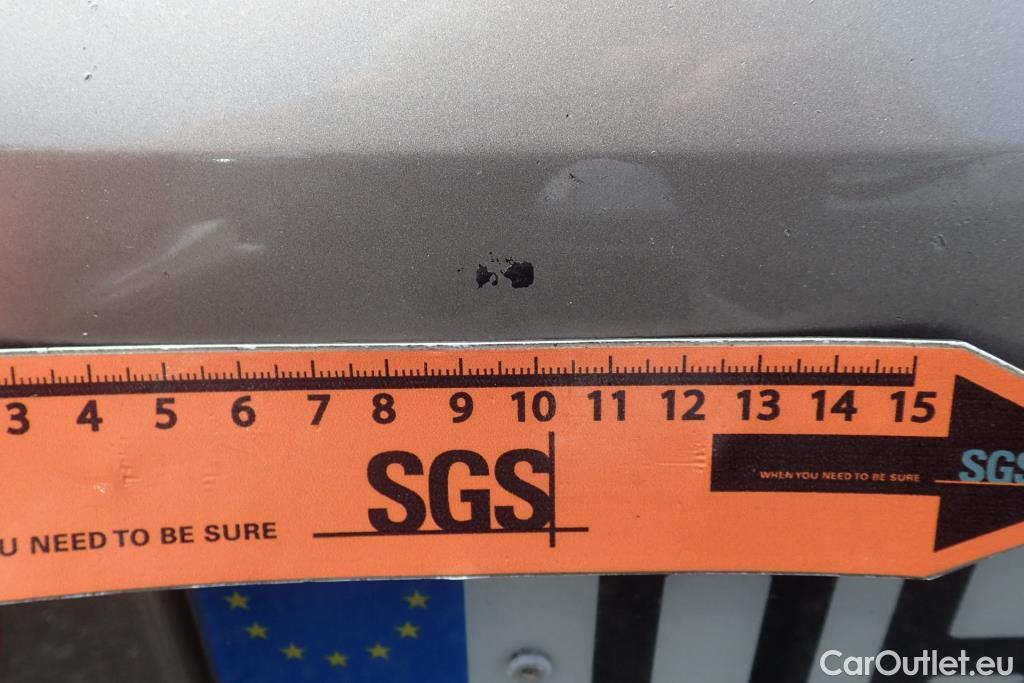 3 4 5 6 7 8 9 10 11 12 13 14 15
SGS
WHEN YOU NEED TO BE SURE
SGS
U NEED TO BE SURE
CarOutlet.eu